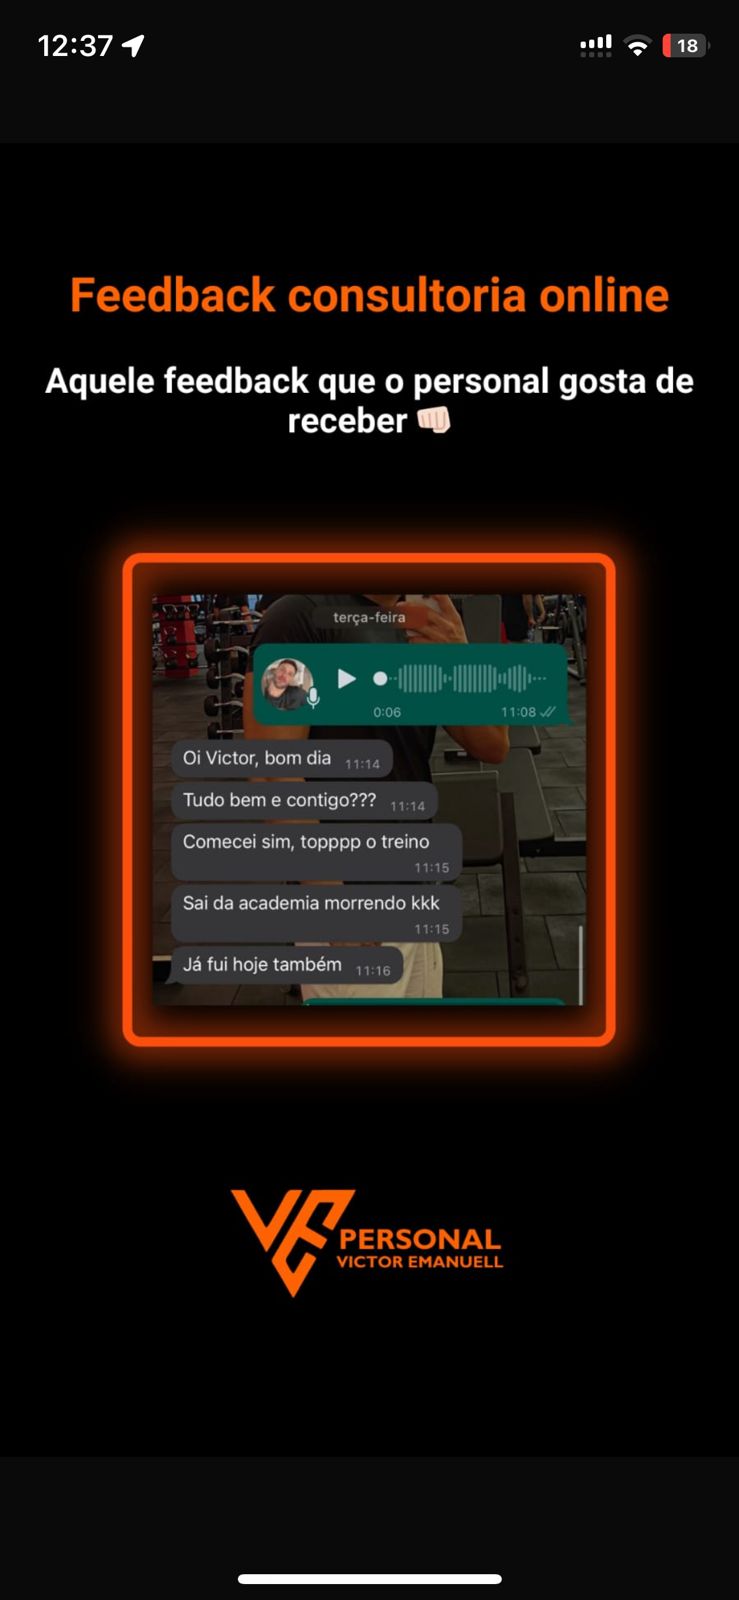 12:37
18
Feedback consultoria online
Aquele feedback que o personal gosta de
receber 👊🏻
terça-feira
0:06 11:08
Oi Victor, bom dia 11:14
Tudo bem e contigo??? 11:14
Comecei sim, topppp o treino
11:15
Sai da academia morrendo kkk
11:15
Já fui hoje também 11:16
VE PERSONAL
VICTOR EMANUELL